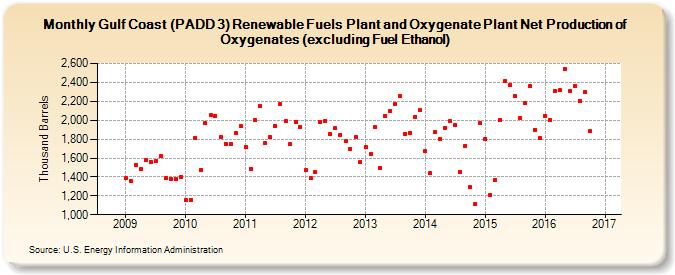 Monthly Gulf Coast (PADD 3) Renewable Fuels Plant and Oxygenate Plant Net Production of
Oxygenates (excluding Fuel Ethanol)
Thousand Barrels
2,600
2,400
2,200
2,000
1,800
1,600
1,400
1,200
1,000
2009 2010 2011 2012 2013 2014 2015 2016 2017
Source: U.S. Energy Information Administration